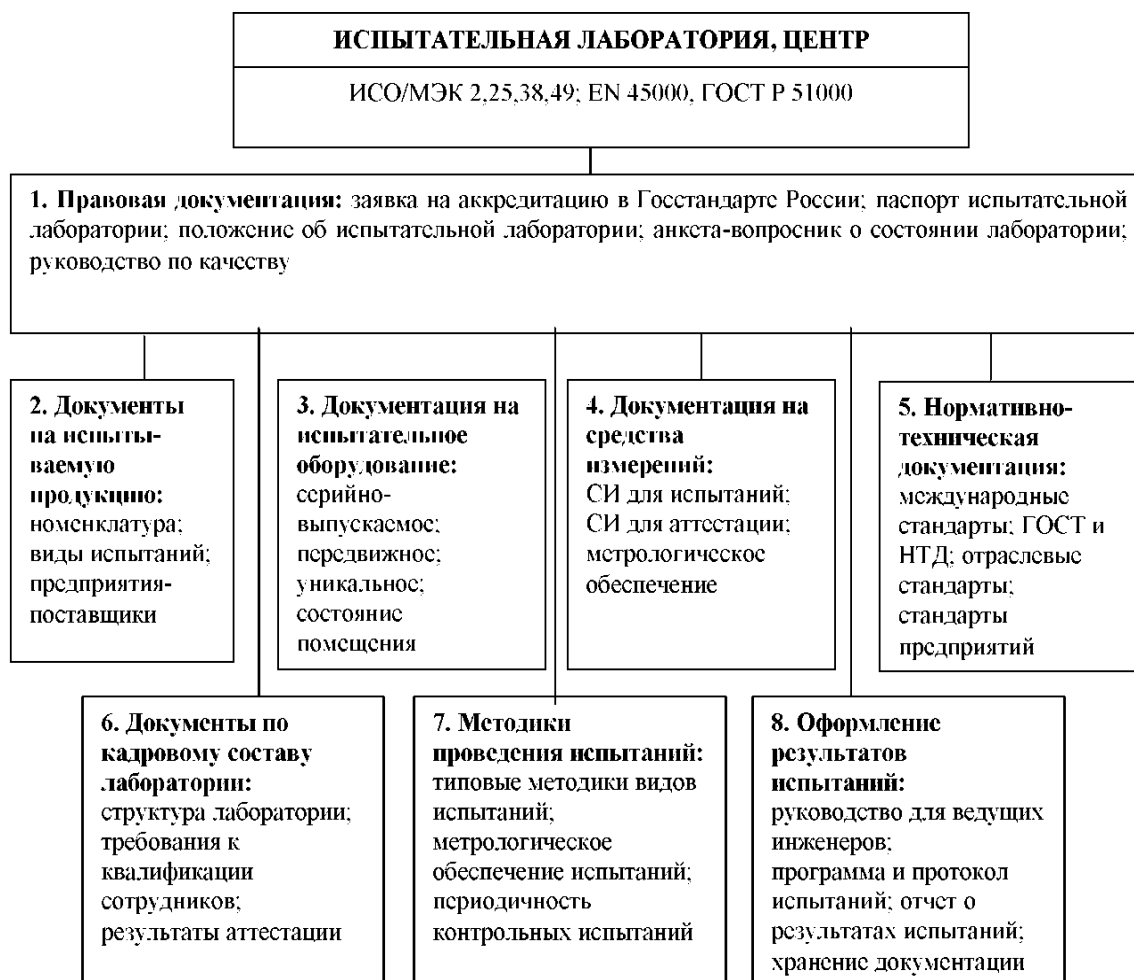 ИСПЫТАТЕЛЬНАЯ ЛАБОРАТОРИЯ, ЦЕНТР
ИСО/МЭК 2,25,38,49; EN 45000, ГОСТ Р 51000
1. Правовая документация: заявка на аккредитацию в Госстандарте России; паспорт испытательной
лаборатории; положение об испытательной лаборатории; анкета-вопросник о состоянии лаборатории;
руководство по качеству
2. Документы
на испыты-
ваемую
продукцию:
номенклатура;
виды испытаний;
предприятия-
поставщики
3. Документация на
испытательное
оборудование:
серийно-
выпускаемое;
передвижное;
уникальное;
состояние
помещения
4. Документация на
средства
измерений:
СИ для испытаний;
СИ для аттестации;
метрологическое
обеспечение
5. Нормативно-
техническая
документация:
международные
стандарты; ГОСТ и
НТД; отраслевые
стандарты;
стандарты
предприятий
6. Документы по
кадровому составу
лаборатории:
структура лаборатории;
требования к
квалификации
сотрудников;
результаты аттестации
7. Методики
проведения испытаний:
типовые методики видов
испытаний;
метрологическое
обеспечение испытаний;
периодичность
контрольных испытаний
8. Оформление
результатов
испытаний:
руководство для ведущих
инженеров;
программа и протокол
испытаний; отчет о
результатах испытаний;
хранение документации